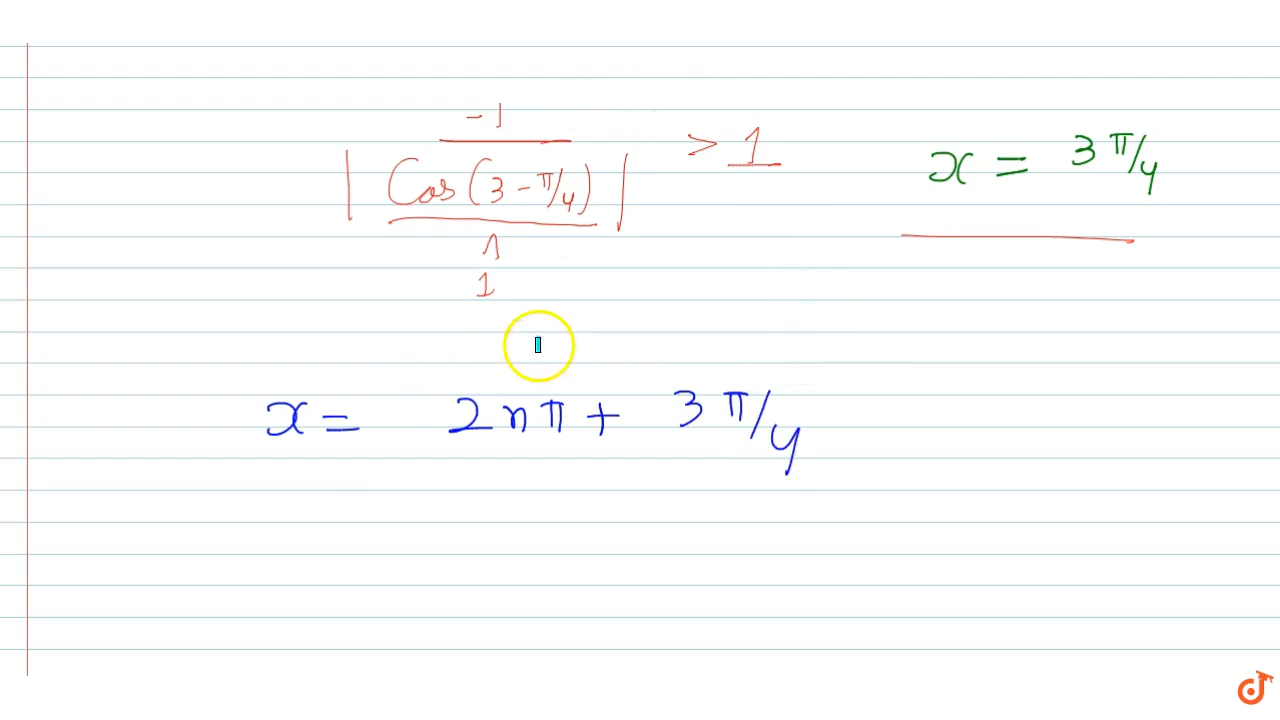 -1
| Cos(3 - π/4) | > 1
∧
1
x = 3π/4
x = 2nπ + 3π/4